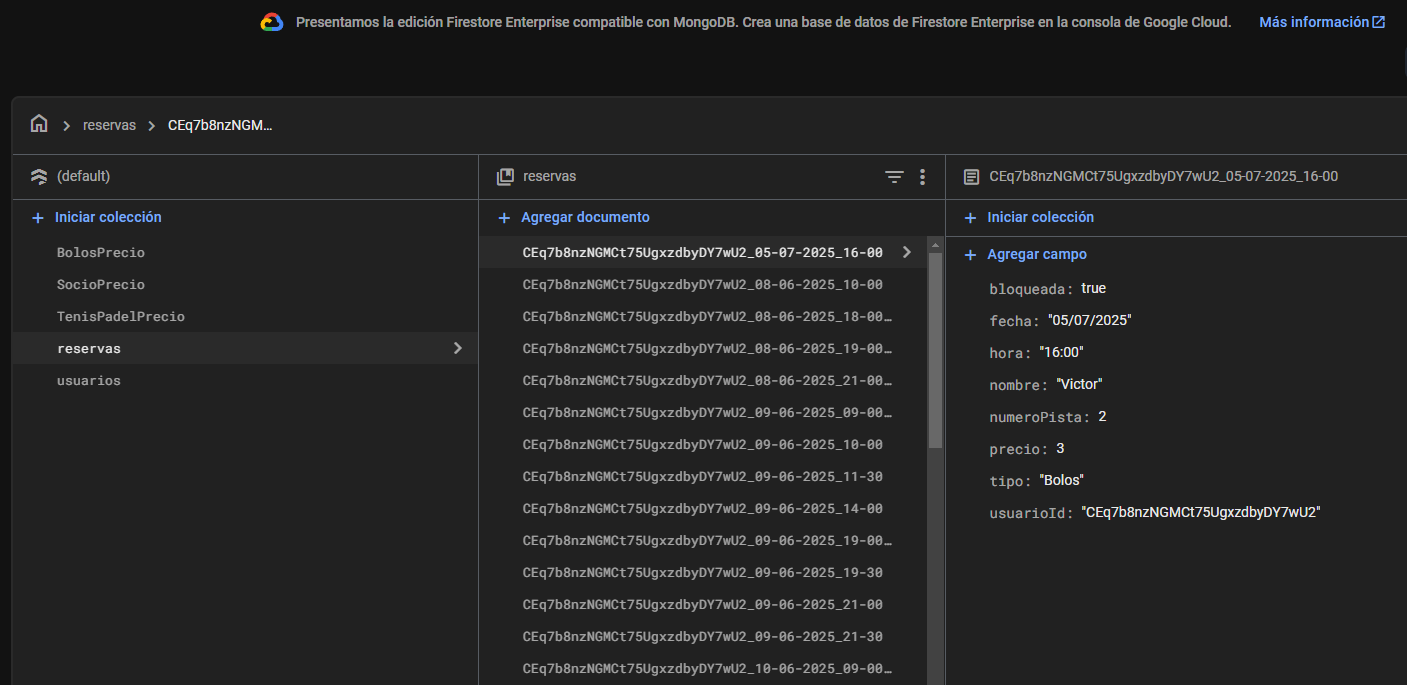 Presentamos la edición Firestore Enterprise compatible con MongoDB. Crea una base de datos de Firestore Enterprise en la consola de Google Cloud. Más información
reservas CEq7b8nzNGM...
(default)
Iniciar colección
BolosPrecio
SocioPrecio
TenisPadelPrecio
reservas
usuarios
reservas
Agregar documento
CEq7b8nzNGMCt75UgxzdbyDY7wU2_05-07-2025_16-00
CEq7b8nzNGMCt75UgxzdbyDY7wU2_08-06-2025_10-00
CEq7b8nzNGMCt75UgxzdbyDY7wU2_08-06-2025_18-00…
CEq7b8nzNGMCt75UgxzdbyDY7wU2_08-06-2025_19-00…
CEq7b8nzNGMCt75UgxzdbyDY7wU2_08-06-2025_21-00…
CEq7b8nzNGMCt75UgxzdbyDY7wU2_09-06-2025_09-00…
CEq7b8nzNGMCt75UgxzdbyDY7wU2_09-06-2025_10-00
CEq7b8nzNGMCt75UgxzdbyDY7wU2_09-06-2025_11-30
CEq7b8nzNGMCt75UgxzdbyDY7wU2_09-06-2025_14-00
CEq7b8nzNGMCt75UgxzdbyDY7wU2_09-06-2025_19-00…
CEq7b8nzNGMCt75UgxzdbyDY7wU2_09-06-2025_19-30
CEq7b8nzNGMCt75UgxzdbyDY7wU2_09-06-2025_21-00
CEq7b8nzNGMCt75UgxzdbyDY7wU2_09-06-2025_21-30
CEq7b8nzNGMCt75UgxzdbyDY7wU2_10-06-2025_09-00…
CEq7b8nzNGMCt75UgxzdbyDY7wU2_05-07-2025_16-00
Iniciar colección
Agregar campo
bloqueada: true
fecha: "05/07/2025"
hora: "16:00"
nombre: "Victor"
numeroPista: 2
precio: 3
tipo: "Bolos"
usuarioId: "CEq7b8nzNGMCt75UgxzdbyDY7wU2"